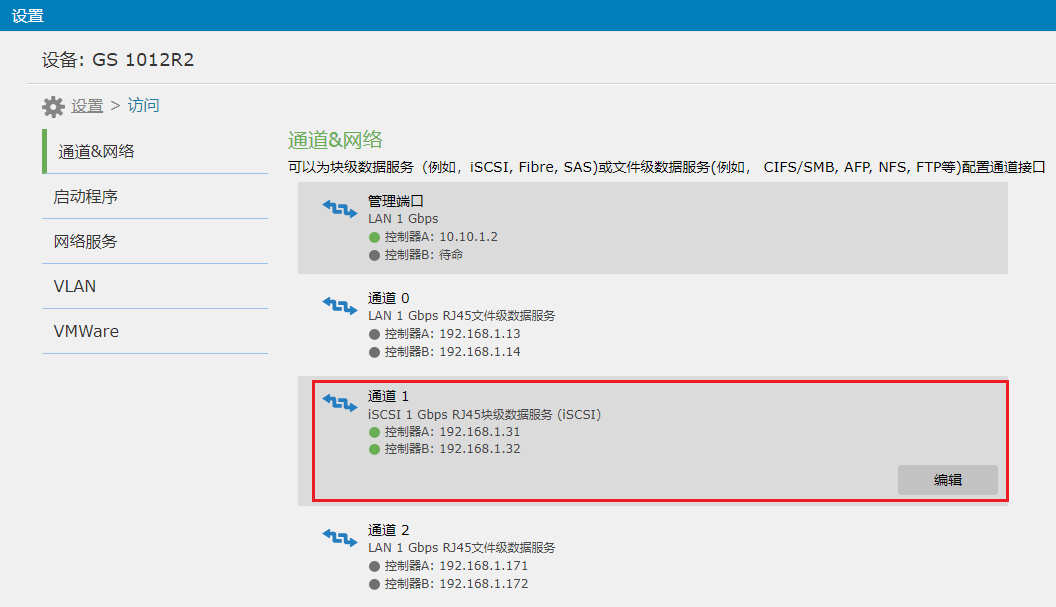 设置
设备: GS 1012R2
设置 > 访问
通道&网络
启动程序
网络服务
VLAN
VMWare
通道&网络
可以为块级数据服务（例如，iSCSI, Fibre, SAS)或文件级数据服务(例如， CIFS/SMB, AFP, NFS, FTP等)配置通道接口
管理端口
LAN 1 Gbps
控制器A: 10.10.1.2
控制器B: 待命
通道 0
LAN 1 Gbps RJ45文件级数据服务
控制器A: 192.168.1.13
控制器B: 192.168.1.14
通道 1
iSCSI 1 Gbps RJ45块级数据服务 (iSCSI)
控制器A: 192.168.1.31
控制器B: 192.168.1.32
编辑
通道 2
LAN 1 Gbps RJ45文件级数据服务
控制器A: 192.168.1.171
控制器B: 192.168.1.172